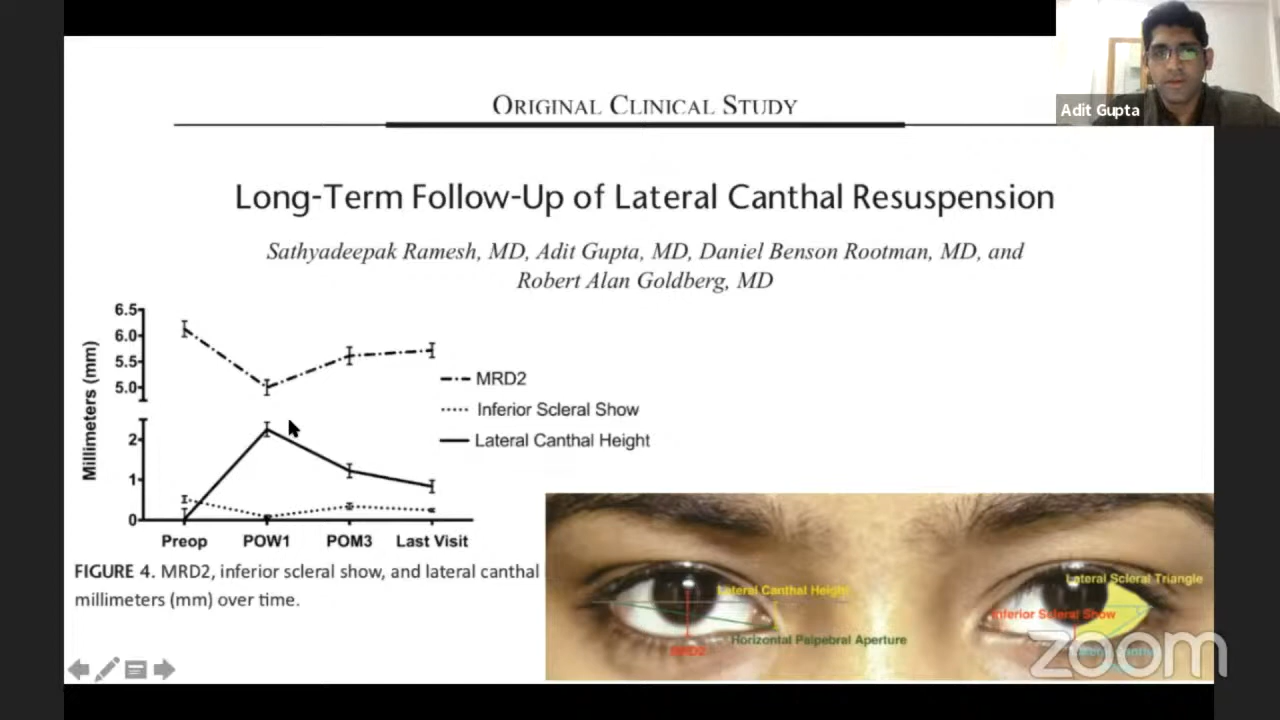 Adit Gupta
ORIGINAL CLINICAL STUDY
Long-Term Follow-Up of Lateral Canthal Resuspension
Sathyadeepak Ramesh, MD, Adit Gupta, MD, Daniel Benson Rootman, MD, and
Robert Alan Goldberg, MD
Millimeters (mm)
6.5
6.0
5.5
5.0
2
1
0
Preop POW1 POM3 Last Visit
MRD2
Inferior Scleral Show
Lateral Canthal Height
FIGURE 4. MRD2, inferior scleral show, and lateral canthal
millimeters (mm) over time.
Lateral Canthal Height
Horizontal Palpebral Aperture
MRD2
Lateral Scleral Triangle
Inferior Scleral Show
Lateral Canthal
zoom